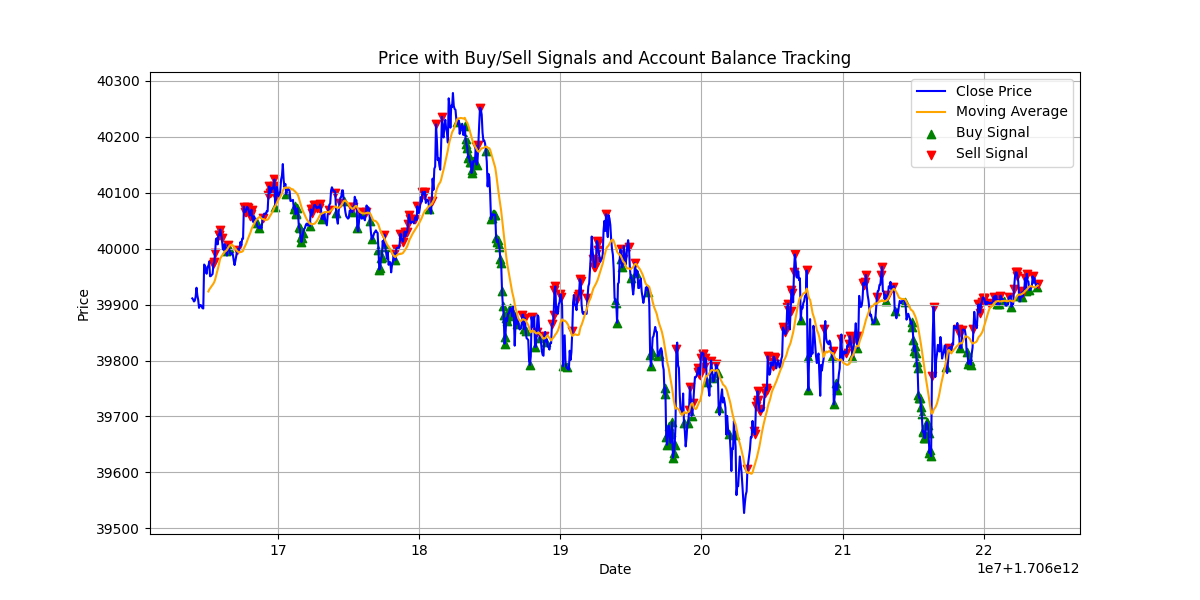 Price with Buy/Sell Signals and Account Balance Tracking
40300
40200
40100
40000
39900
39800
39700
39600
39500
Price
Close Price
Moving Average
Buy Signal
Sell Signal
17 18 19 20 21 22
Date
1e7+1.706e12